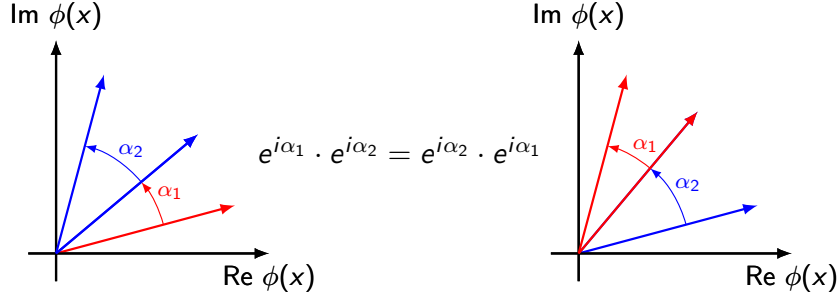 Im ϕ(x)
α₂
α₁
Re ϕ(x)
e^{iα₁} · e^{iα₂} = e^{iα₂} · e^{iα₁}
Im ϕ(x)
α₁
α₂
Re ϕ(x)